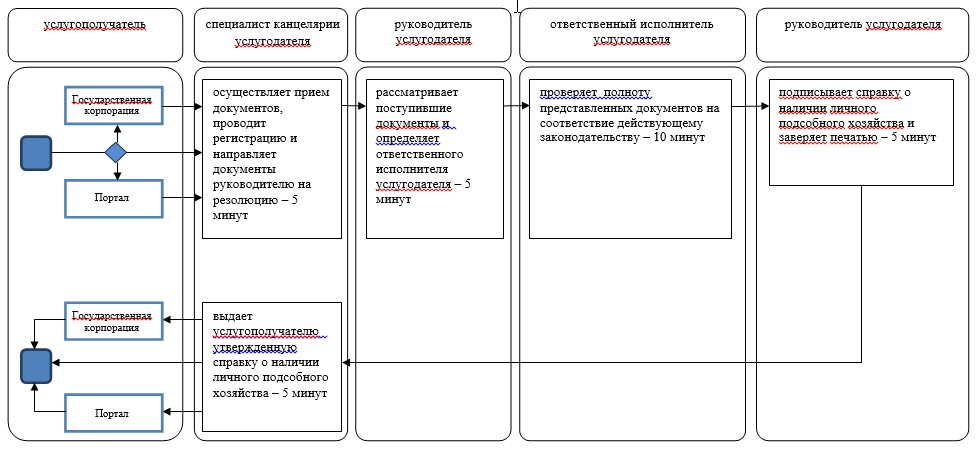 услугополучатель
специалист канцелярии
услугодателя
руководитель
услугодателя
ответственный исполнитель
услугодателя
руководитель услугодателя
Государственная
корпорация
Портал
осуществляет прием
документов,
проводит
регистрацию и
направляет
документы
руководителю на
резолюцию – 5
минут
рассматривает
поступившие
документы и
определяет
ответственного
исполнителя
услугодателя – 5
минут
проверяет полноту
представленных документов на
соответствие действующему
законодательству – 10 минут
подписывает справку о
наличии личного
подсобного хозяйства и
заверяет печатью – 5 минут
Государственная
корпорация
Портал
выдает
услугополучателю
утвержденную
справку о наличии
личного подсобного
хозяйства – 5 минут